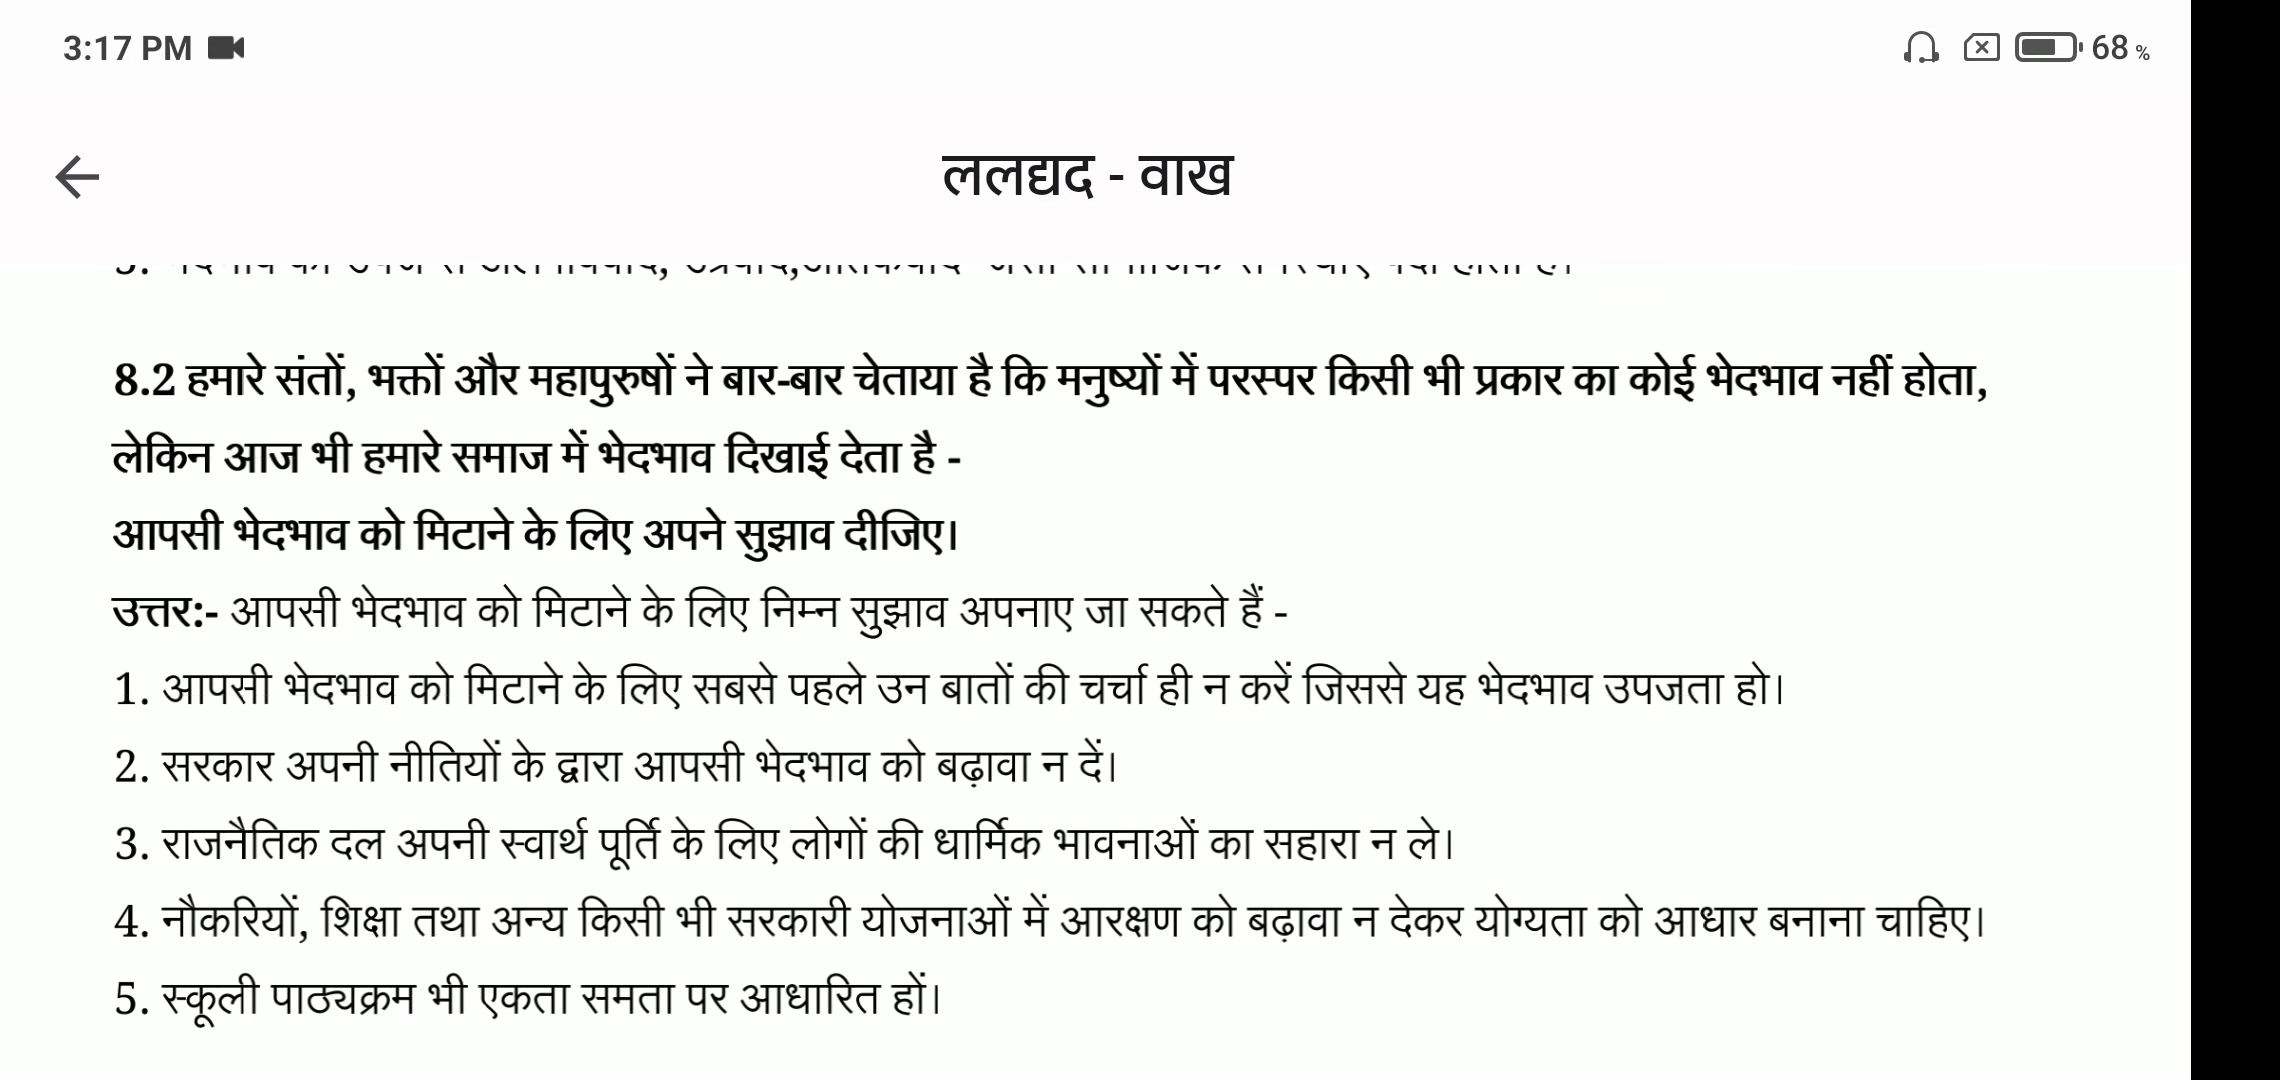 3:17 PM
68 %
ललद्यद - वाख
8.2 हमारे संतों, भक्तों और महापुरुषों ने बार-बार चेताया है कि मनुष्यों में परस्पर किसी भी प्रकार का कोई भेदभाव नहीं होता,
लेकिन आज भी हमारे समाज में भेदभाव दिखाई देता है -
आपसी भेदभाव को मिटाने के लिए अपने सुझाव दीजिए।
उत्तर:- आपसी भेदभाव को मिटाने के लिए निम्न सुझाव अपनाए जा सकते हैं -
1. आपसी भेदभाव को मिटाने के लिए सबसे पहले उन बातों की चर्चा ही न करें जिससे यह भेदभाव उपजता हो।
2. सरकार अपनी नीतियों के द्वारा आपसी भेदभाव को बढ़ावा न दें।
3. राजनैतिक दल अपनी स्वार्थ पूर्ति के लिए लोगों की धार्मिक भावनाओं का सहारा न ले।
4. नौकरियों, शिक्षा तथा अन्य किसी भी सरकारी योजनाओं में आरक्षण को बढ़ावा न देकर योग्यता को आधार बनाना चाहिए।
5. स्कूली पाठ्यक्रम भी एकता समता पर आधारित हों।